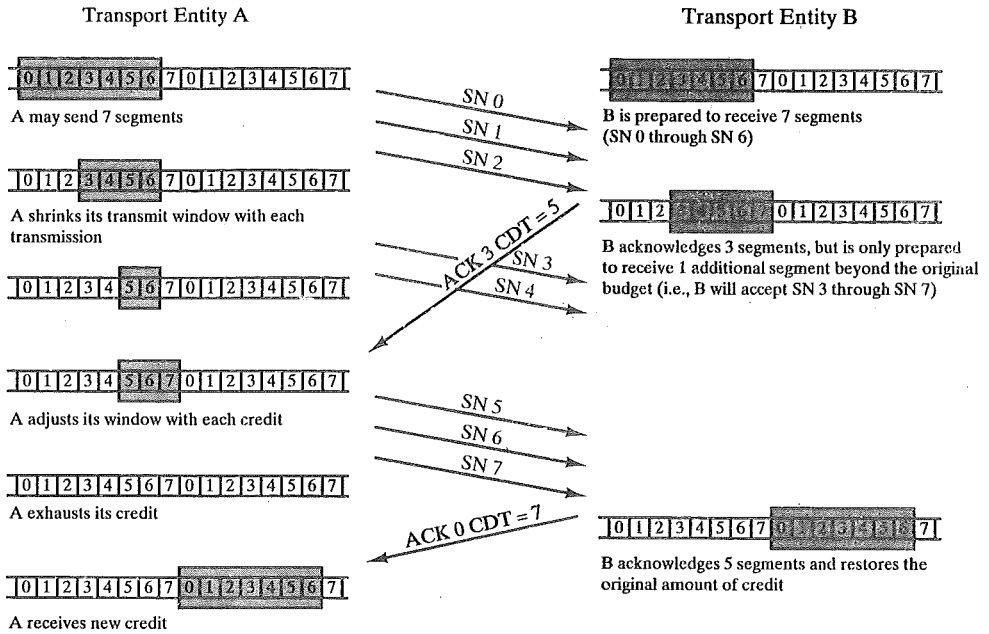 Transport Entity A
Transport Entity B
0 1 2 3 4 5 6 7 0 1 2 3 4 5 6 7
A may send 7 segments
SN 0
SN 1
SN 2
0 1 2 3 4 5 6 7 0 1 2 3 4 5 6 7
B is prepared to receive 7 segments
(SN 0 through SN 6)
0 1 2 3 4 5 6 7 0 1 2 3 4 5 6 7
A shrinks its transmit window with each
transmission
ACK 3 CDT = 5
0 1 2 3 4 5 6 7 0 1 2 3 4 5 6 7
B acknowledges 3 segments, but is only prepared
to receive 1 additional segment beyond the original
budget (i.e., B will accept SN 3 through SN 7)
0 1 2 3 4 5 6 7 0 1 2 3 4 5 6 7
SN 3
SN 4
0 1 2 3 4 5 6 7 0 1 2 3 4 5 6 7
A adjusts its window with each credit
SN 5
SN 6
SN 7
0 1 2 3 4 5 6 7 0 1 2 3 4 5 6 7
A exhausts its credit
ACK 0 CDT = 7
0 1 2 3 4 5 6 7 0 1 2 3 4 5 6 7
B acknowledges 5 segments and restores the
original amount of credit
0 1 2 3 4 5 6 7 0 1 2 3 4 5 6 7
A receives new credit